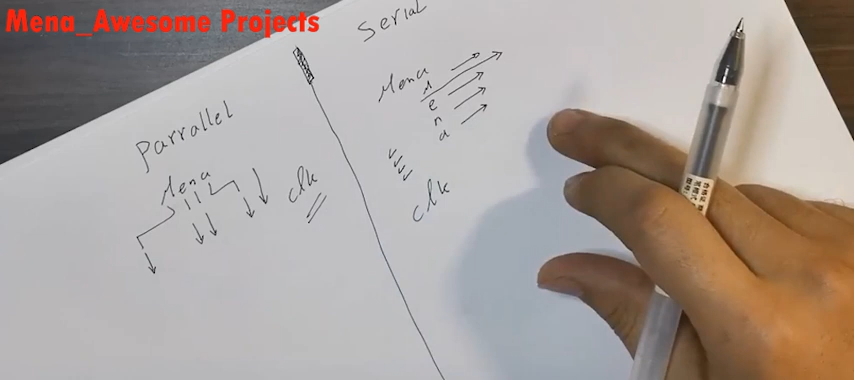 Mena_Awesome Projects
Parrallel
Mena
clk
Serial
Mena
M
e
n
a
clk